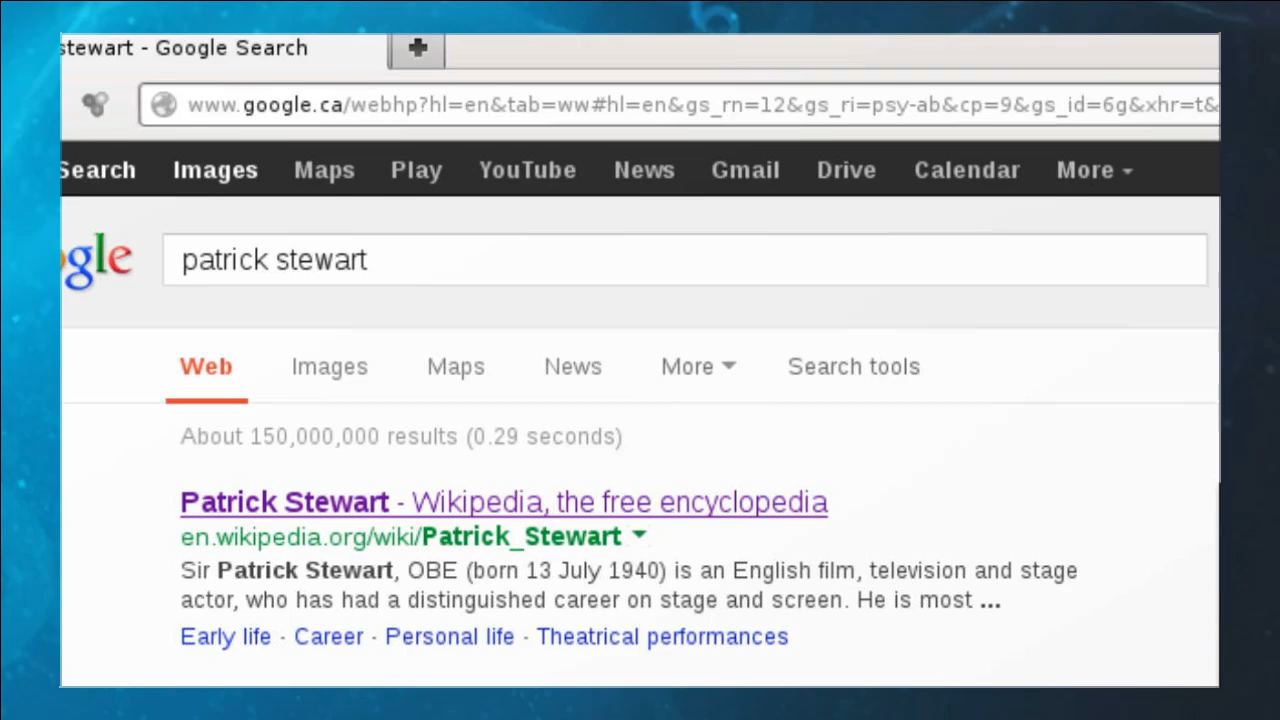 stewart - Google Search
www.google.ca/webhp?hl=en&tab=ww#hl=en&gs_rn=12&gs_ri=psy-ab&cp=9&gs_id=6g&xhr=t&
Search Images Maps Play YouTube News Gmail Drive Calendar More
gle
patrick stewart
Web Images Maps News More Search tools
About 150,000,000 results (0.29 seconds)
Patrick Stewart - Wikipedia, the free encyclopedia
en.wikipedia.org/wiki/Patrick_Stewart
Sir Patrick Stewart, OBE (born 13 July 1940) is an English film, television and stage
actor, who has had a distinguished career on stage and screen. He is most ...
Early life · Career · Personal life · Theatrical performances